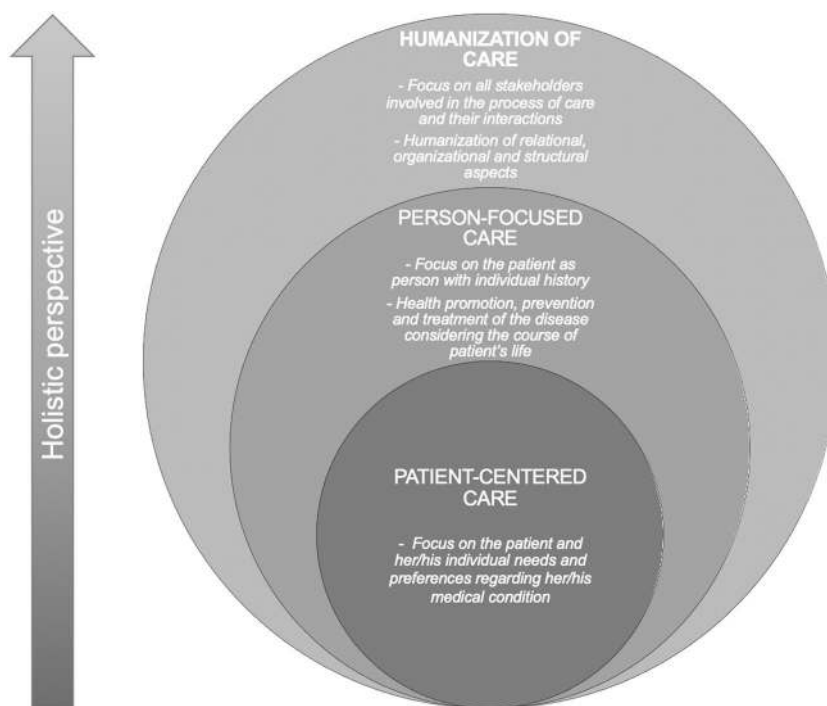 HUMANIZATION OF
CARE
- Focus on all stakeholders
involved in the process of care
and their interactions
- Humanization of relational,
organizational and structural
aspects
PERSON-FOCUSED
CARE
- Focus on the patient as
person with individual history
- Health promotion, prevention
and treatment of the disease
considering the course of
patient's life
PATIENT-CENTERED
CARE
- Focus on the patient and
her/his individual needs and
preferences regarding her/his
medical condition
Holistic perspective